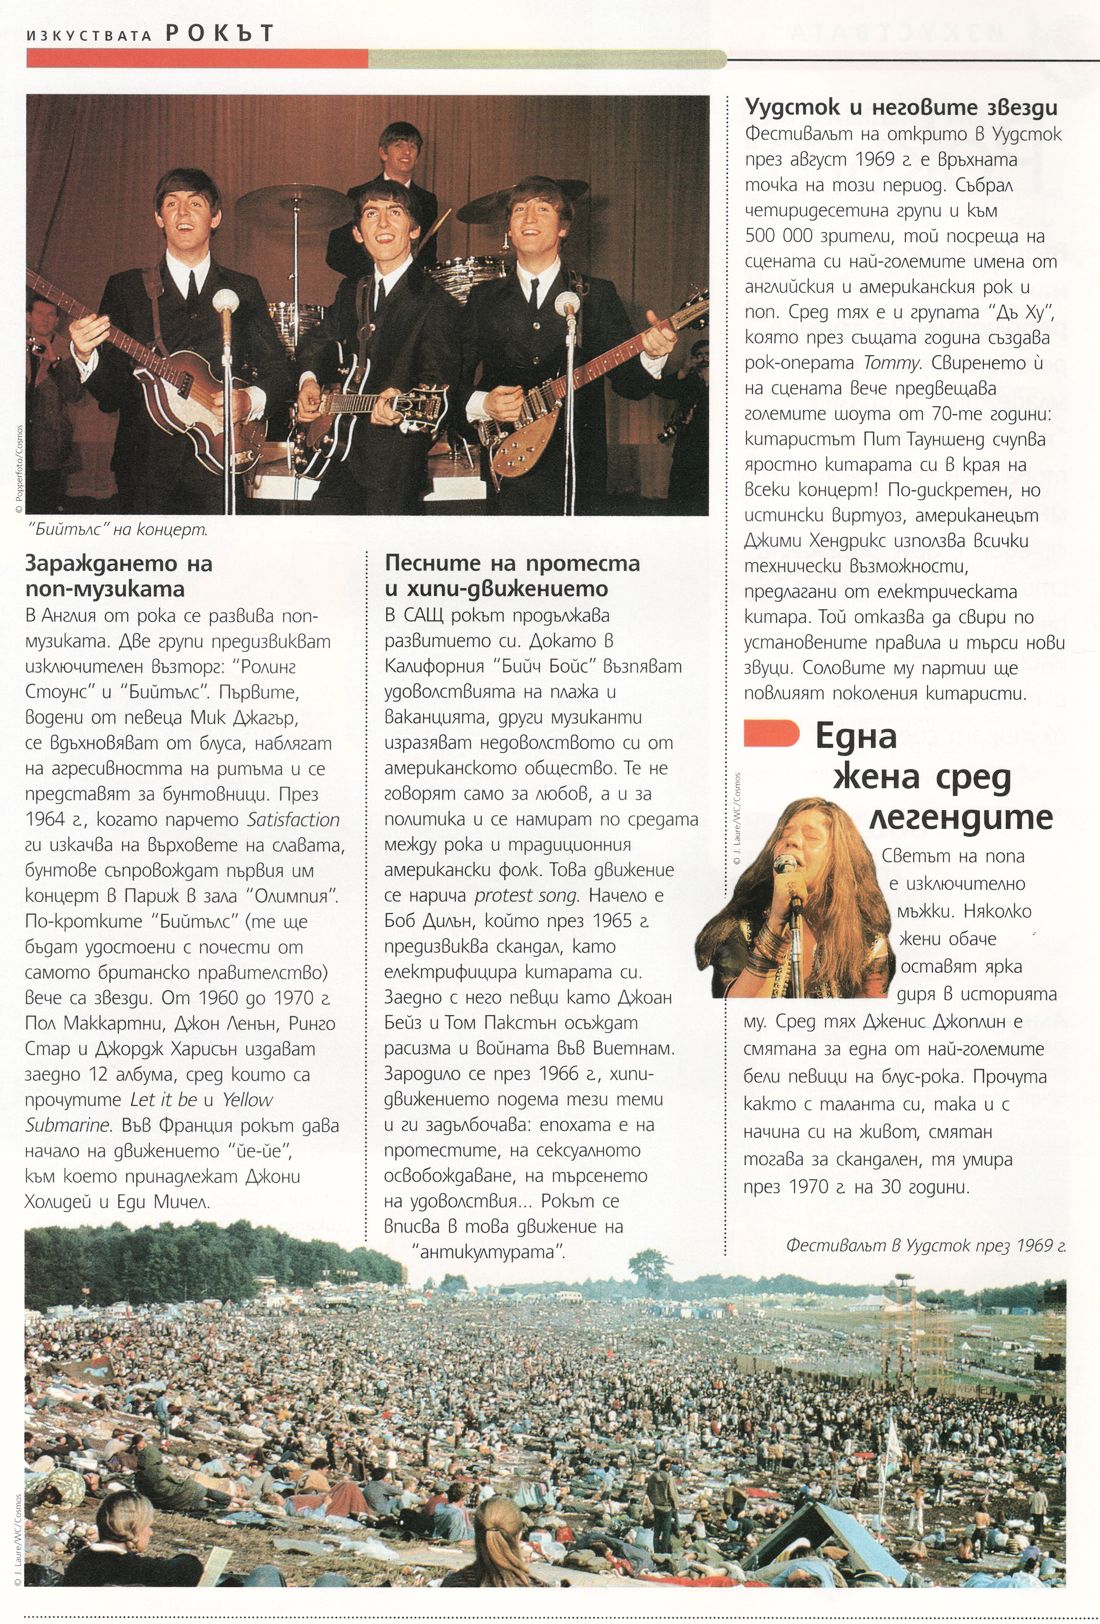 ИЗКУСТВАТА РОКЪТ
© Popperfoto/Cosmos
“Бийтълс” на концерт.
Зараждането на
поп-музиката
В Англия от рока се развива поп-
музиката. Две групи предизвикват
изключителен възторг: “Ролинг
Стоунс” и “Бийтълс”. Първите,
водени от певеца Мик Джагър,
се вдъхновяват от блуса, наблягат
на агресивността на ритъма и се
представят за бунтовници. През
1964 г., когато парчето Satisfaction
ги изкачва на върховете на славата,
бунтове съпровождат първия им
концерт в Париж в зала “Олимпия”.
По-кротките “Бийтълс” (те ще
бъдат удостоени с почести от
самото британско правителство)
вече са звезди. От 1960 до 1970 г.
Пол Маккартни, Джон Ленън, Ринго
Стар и Джордж Харисън издават
заедно 12 албума, сред които са
прочутите Let it be и Yellow
Submarine. Във Франция рокът дава
начало на движението “йе-йе”,
към което принадлежат Джони
Холидей и Еди Мичел.
Песните на протеста
и хипи-движението
В САЩ рокът продължава
развитието си. Докато в
Калифорния “Бийч Бойс” възпяват
удоволствията на плажа и
ваканцията, други музиканти
изразяват недоволството си от
американското общество. Те не
говорят само за любов, а и за
политика и се намират по средата
между рока и традиционния
американски фолк. Това движение
се нарича protest song. Начело е
Боб Дилън, който през 1965 г.
предизвиква скандал, като
електрифицира китарата си.
Заедно с него певци като Джоан
Бейз и Том Пакстън осъждат
расизма и войната във Виетнам.
Зародило се през 1966 г., хипи-
движението подема тези теми
и ги задълбочава: епохата е на
протестите, на сексуалното
освобождаване, на търсенето
на удоволствия... Рокът се
вписва в това движение на
“антикултурата”.
Уудсток и неговите звезди
Фестивалът на открито в Уудсток
през август 1969 г. е връхната
точка на този период. Събрал
четиридесетина групи и към
500 000 зрители, той посреща на
сцената си най-големите имена от
английския и американския рок и
поп. Сред тях е и групата “Дъ Ху”,
която през същата година създава
рок-операта Tommy. Свиренето ѝ
на сцената вече предвещава
големите шоута от 70-те години:
китаристът Пит Тауншенд счупва
яростно китарата си в края на
всеки концерт! По-дискретен, но
истински виртуоз, американецът
Джими Хендрикс използва всички
технически възможности,
предлагани от електрическата
китара. Той отказва да свири по
установените правила и търси нови
звуци. Соловите му партии ще
повлияят поколения китаристи.
Една
жена сред
легендите
© J. Laure/WC/Cosmos
Светът на попа
е изключително
мъжки. Няколко
жени обаче
оставят ярка
диря в историята
му. Сред тях Дженис Джоплин е
смятана за една от най-големите
бели певици на блус-рока. Прочута
както с таланта си, така и с
начина си на живот, смятан
тогава за скандален, тя умира
през 1970 г. на 30 години.
Фестивалът в Уудсток през 1969 г.
© J. Laure/WC/Cosmos